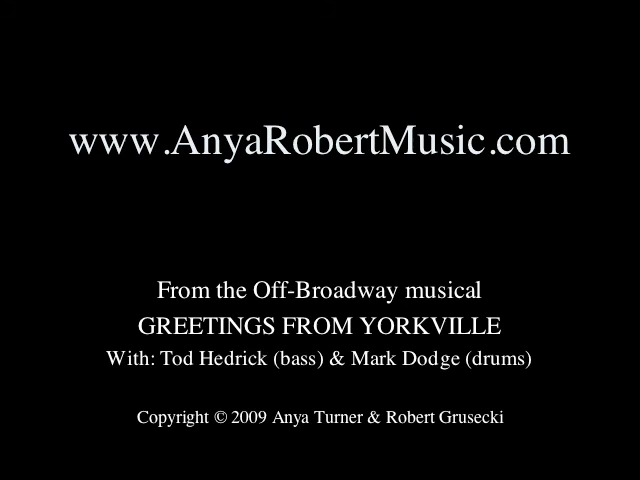 www.AnyaRobertMusic.com
From the Off-Broadway musical
GREETINGS FROM YORKVILLE
With: Tod Hedrick (bass) & Mark Dodge (drums)
Copyright © 2009 Anya Turner & Robert Grusecki